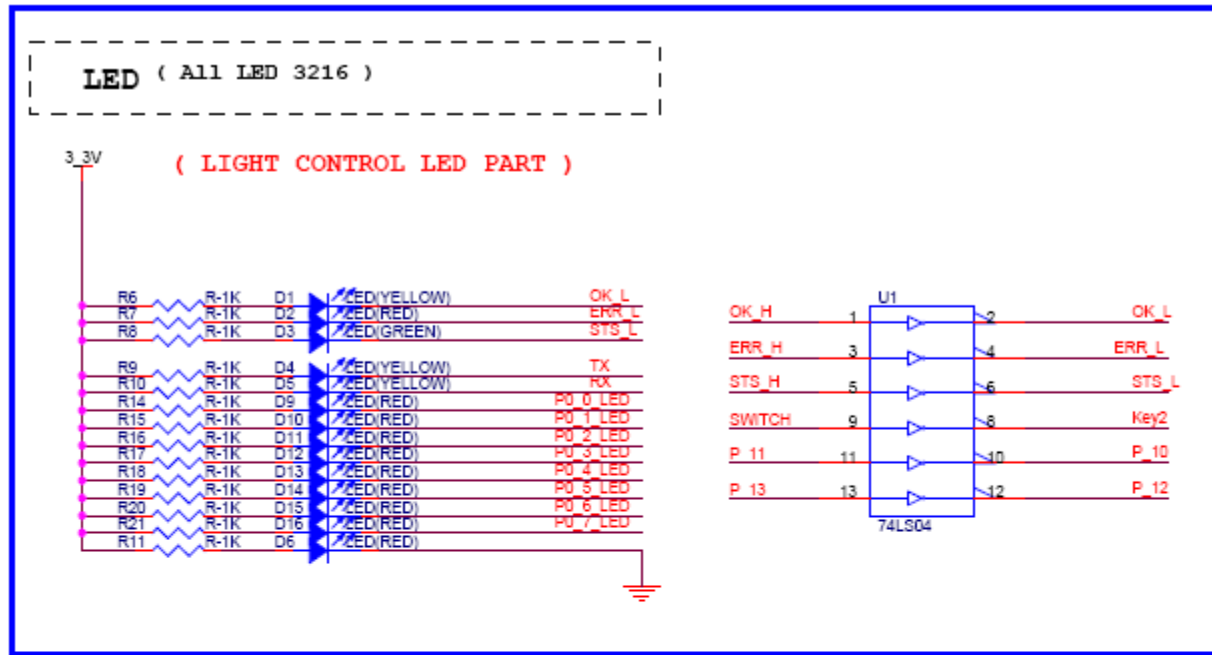 LED ( All LED 3216 )
3_3V
( LIGHT CONTROL LED PART )
R6 R-1K D1 LED(YELLOW) OK_L
R7 R-1K D2 LED(RED) ERR_L
R8 R-1K D3 LED(GREEN) STS_L
R9 R-1K D4 LED(YELLOW) TX
R10 R-1K D5 LED(YELLOW) RX
R14 R-1K D9 LED(RED) P0_0_LED
R15 R-1K D10 LED(RED) P0_1_LED
R16 R-1K D11 LED(RED) P0_2_LED
R17 R-1K D12 LED(RED) P0_3_LED
R18 R-1K D13 LED(RED) P0_4_LED
R19 R-1K D14 LED(RED) P0_5_LED
R20 R-1K D15 LED(RED) P0_6_LED
R21 R-1K D16 LED(RED) P0_7_LED
R11 R-1K D6 LED(RED)
U1
OK_H 1 2 OK_L
ERR_H 3 4 ERR_L
STS_H 5 6 STS_L
SWITCH 9 8 Key2
P_11 11 10 P_10
P_13 13 12 P_12
74LS04